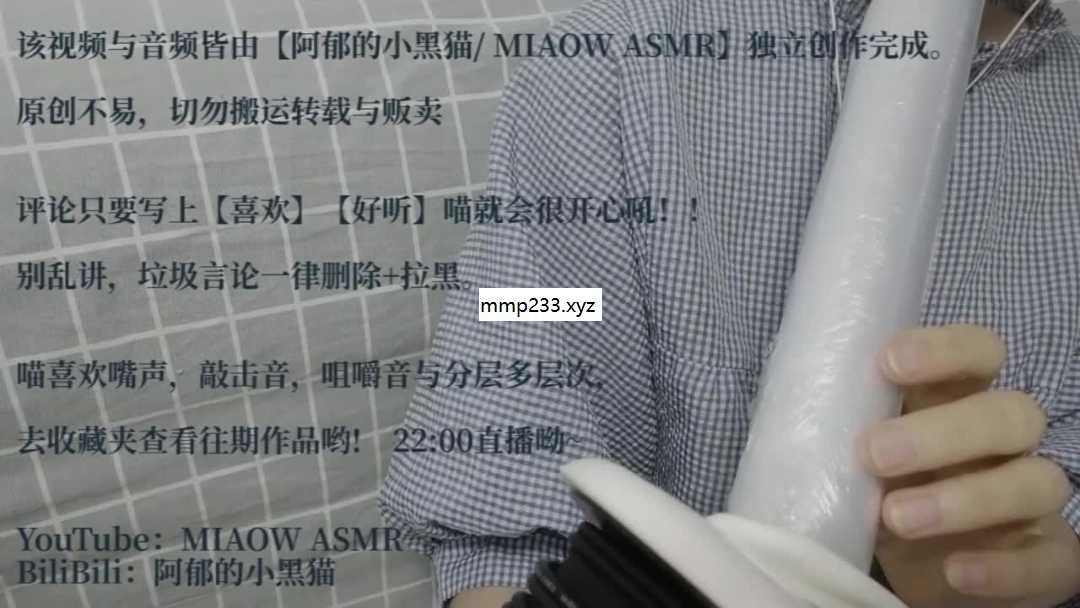 该视频与音频皆由【阿郁的小黑猫/ MIAOW ASMR】独立创作完成。
原创不易，切勿搬运转载与贩卖
评论只要写上【喜欢】【好听】喵就会很开心吼！！
别乱讲，垃圾言论一律删除+拉黑。
mmp233.xyz
喵喜欢嘴声，敲击音，咀嚼音与分层多层次，
去收藏夹查看往期作品哟！ 22:00直播呦~
YouTube：MIAOW ASMR
BiliBili：阿郁的小黑猫